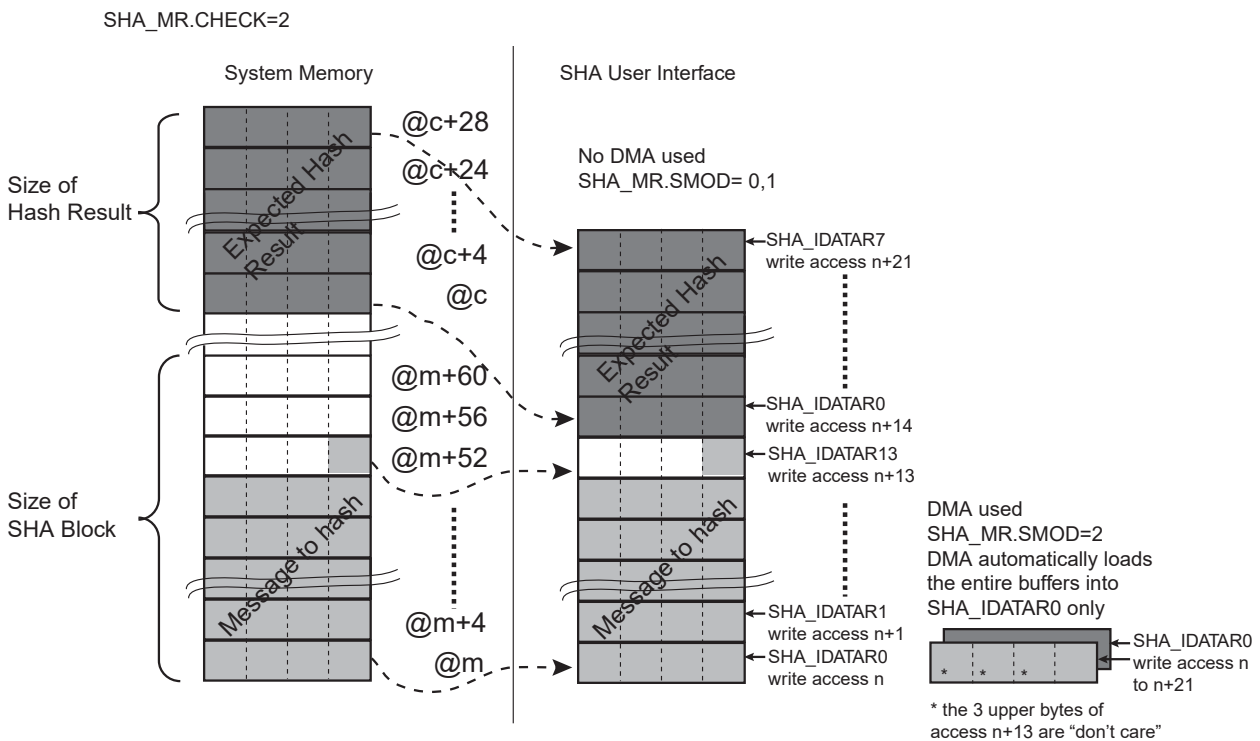 SHA_MR.CHECK=2
System Memory
SHA User Interface
Size of
Hash Result
Expected Hash
Result
@c+28
@c+24
@c+4
@c
@m+60
@m+56
@m+52
Size of
SHA Block
Message to hash
@m+4
@m
No DMA used
SHA_MR.SMOD= 0,1
Expected Hash
Result
SHA_IDATAR7
write access n+21
SHA_IDATAR0
write access n+14
SHA_IDATAR13
write access n+13
Message to hash
SHA_IDATAR1
write access n+1
SHA_IDATAR0
write access n
DMA used
SHA_MR.SMOD=2
DMA automatically loads
the entire buffers into
SHA_IDATAR0 only
* * *
SHA_IDATAR0
write access n
to n+21
* the 3 upper bytes of
access n+13 are “don’t care”